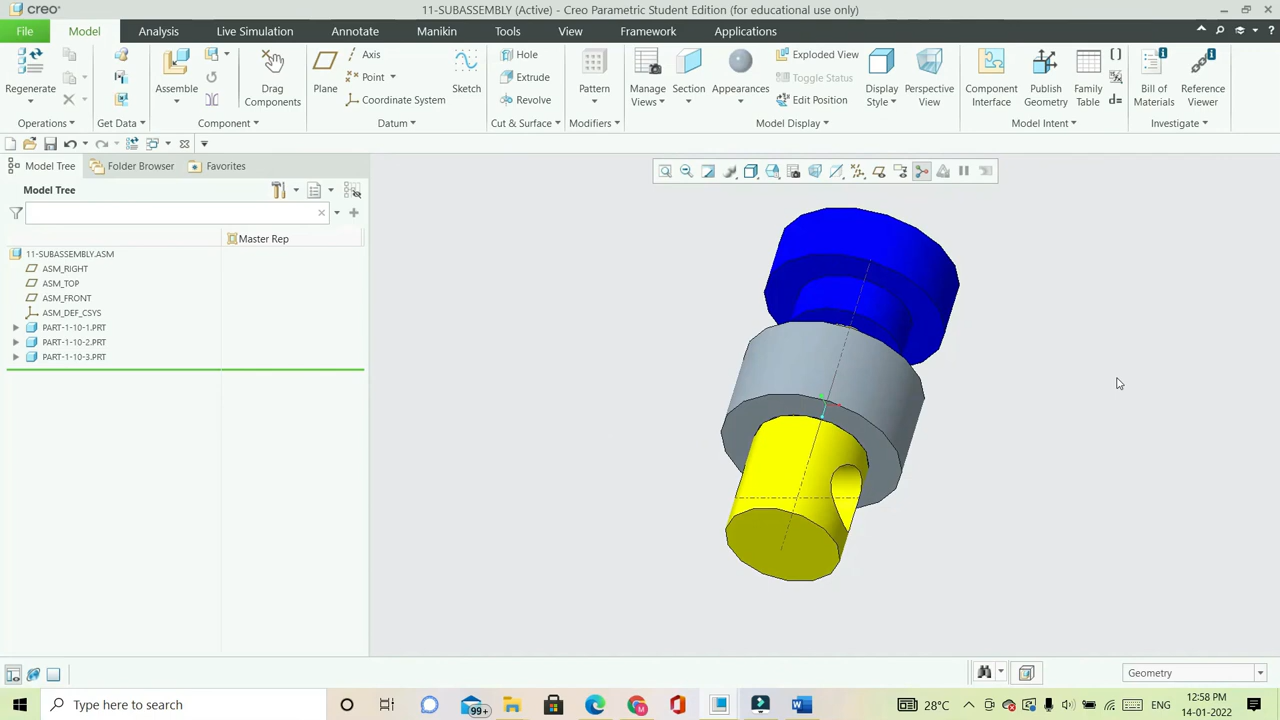 creo
11-SUBASSEMBLY (Active) - Creo Parametric Student Edition (for educational use only)
File Model Analysis Live Simulation Annotate Manikin Tools View Framework Applications
Regenerate
Operations
Get Data
Assemble
Drag Components
Component
Plane
Axis
Point
Coordinate System
Sketch
Datum
Hole
Extrude
Revolve
Cut & Surface
Pattern
Modifiers
Manage Views
Section
Appearances
Exploded View
Toggle Status
Edit Position
Display Style
Perspective View
Model Display
Component Interface
Publish Geometry
Family Table
Model Intent
Bill of Materials
Reference Viewer
Investigate
Model Tree Folder Browser Favorites
Model Tree
Master Rep
11-SUBASSEMBLY.ASM
ASM_RIGHT
ASM_TOP
ASM_FRONT
ASM_DEF_CSYS
PART-1-10-1.PRT
PART-1-10-2.PRT
PART-1-10-3.PRT
Geometry
Type here to search
99+
M
28°C
ENG
12:58 PM
14-01-2022